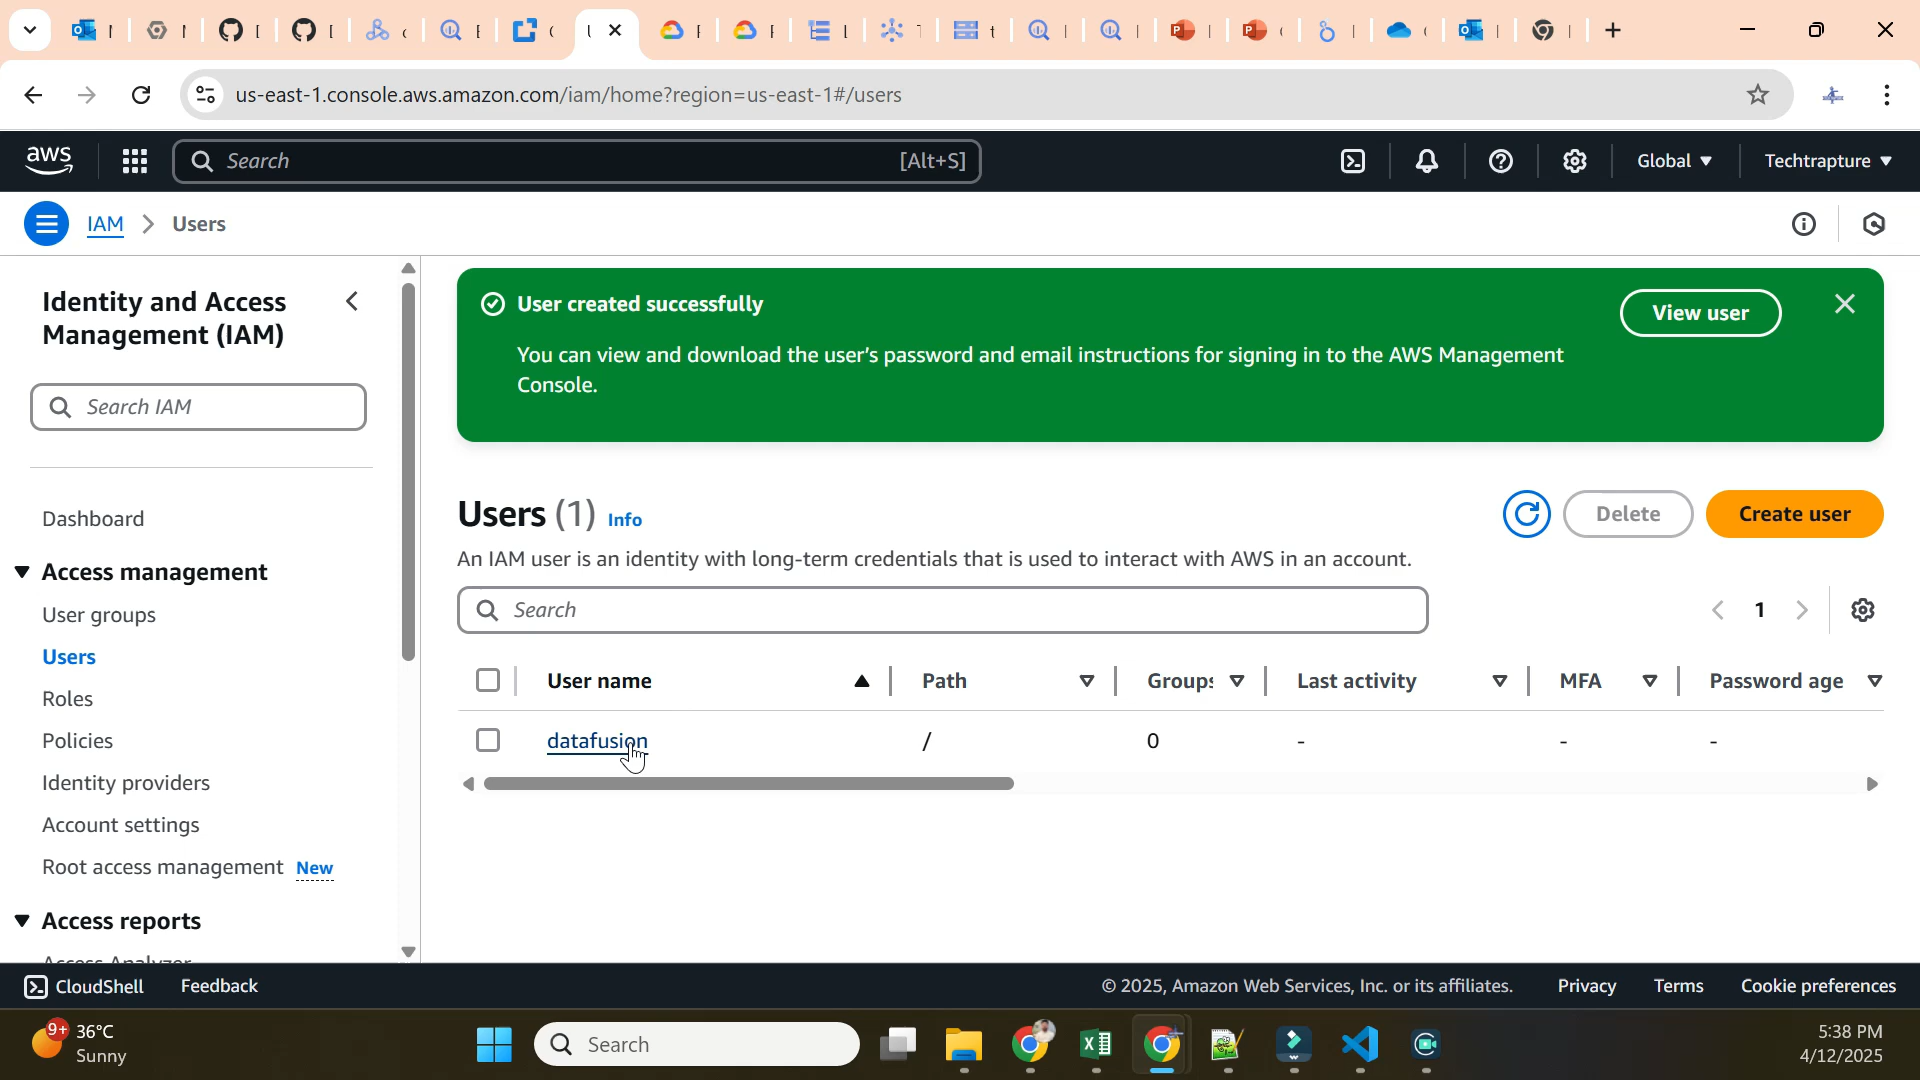 us-east-1.console.aws.amazon.com/iam/home?region=us-east-1#/users
aws
Search
[Alt+S]
Global
Techtrapture
IAM
Users
Identity and Access
Management (IAM)
Search IAM
Dashboard
Access management
User groups
Users
Roles
Policies
Identity providers
Account settings
Root access management New
Access reports
User created successfully
You can view and download the user's password and email instructions for signing in to the AWS Management
Console.
View user
Users (1) Info
Delete
Create user
An IAM user is an identity with long-term credentials that is used to interact with AWS in an account.
Search
1
User name
Path
Groups
Last activity
MFA
Password age
datafusion
/
0
-
-
-
CloudShell
Feedback
© 2025, Amazon Web Services, Inc. or its affiliates.
Privacy
Terms
Cookie preferences
9+
36°C
Sunny
Search
5:38 PM
4/12/2025